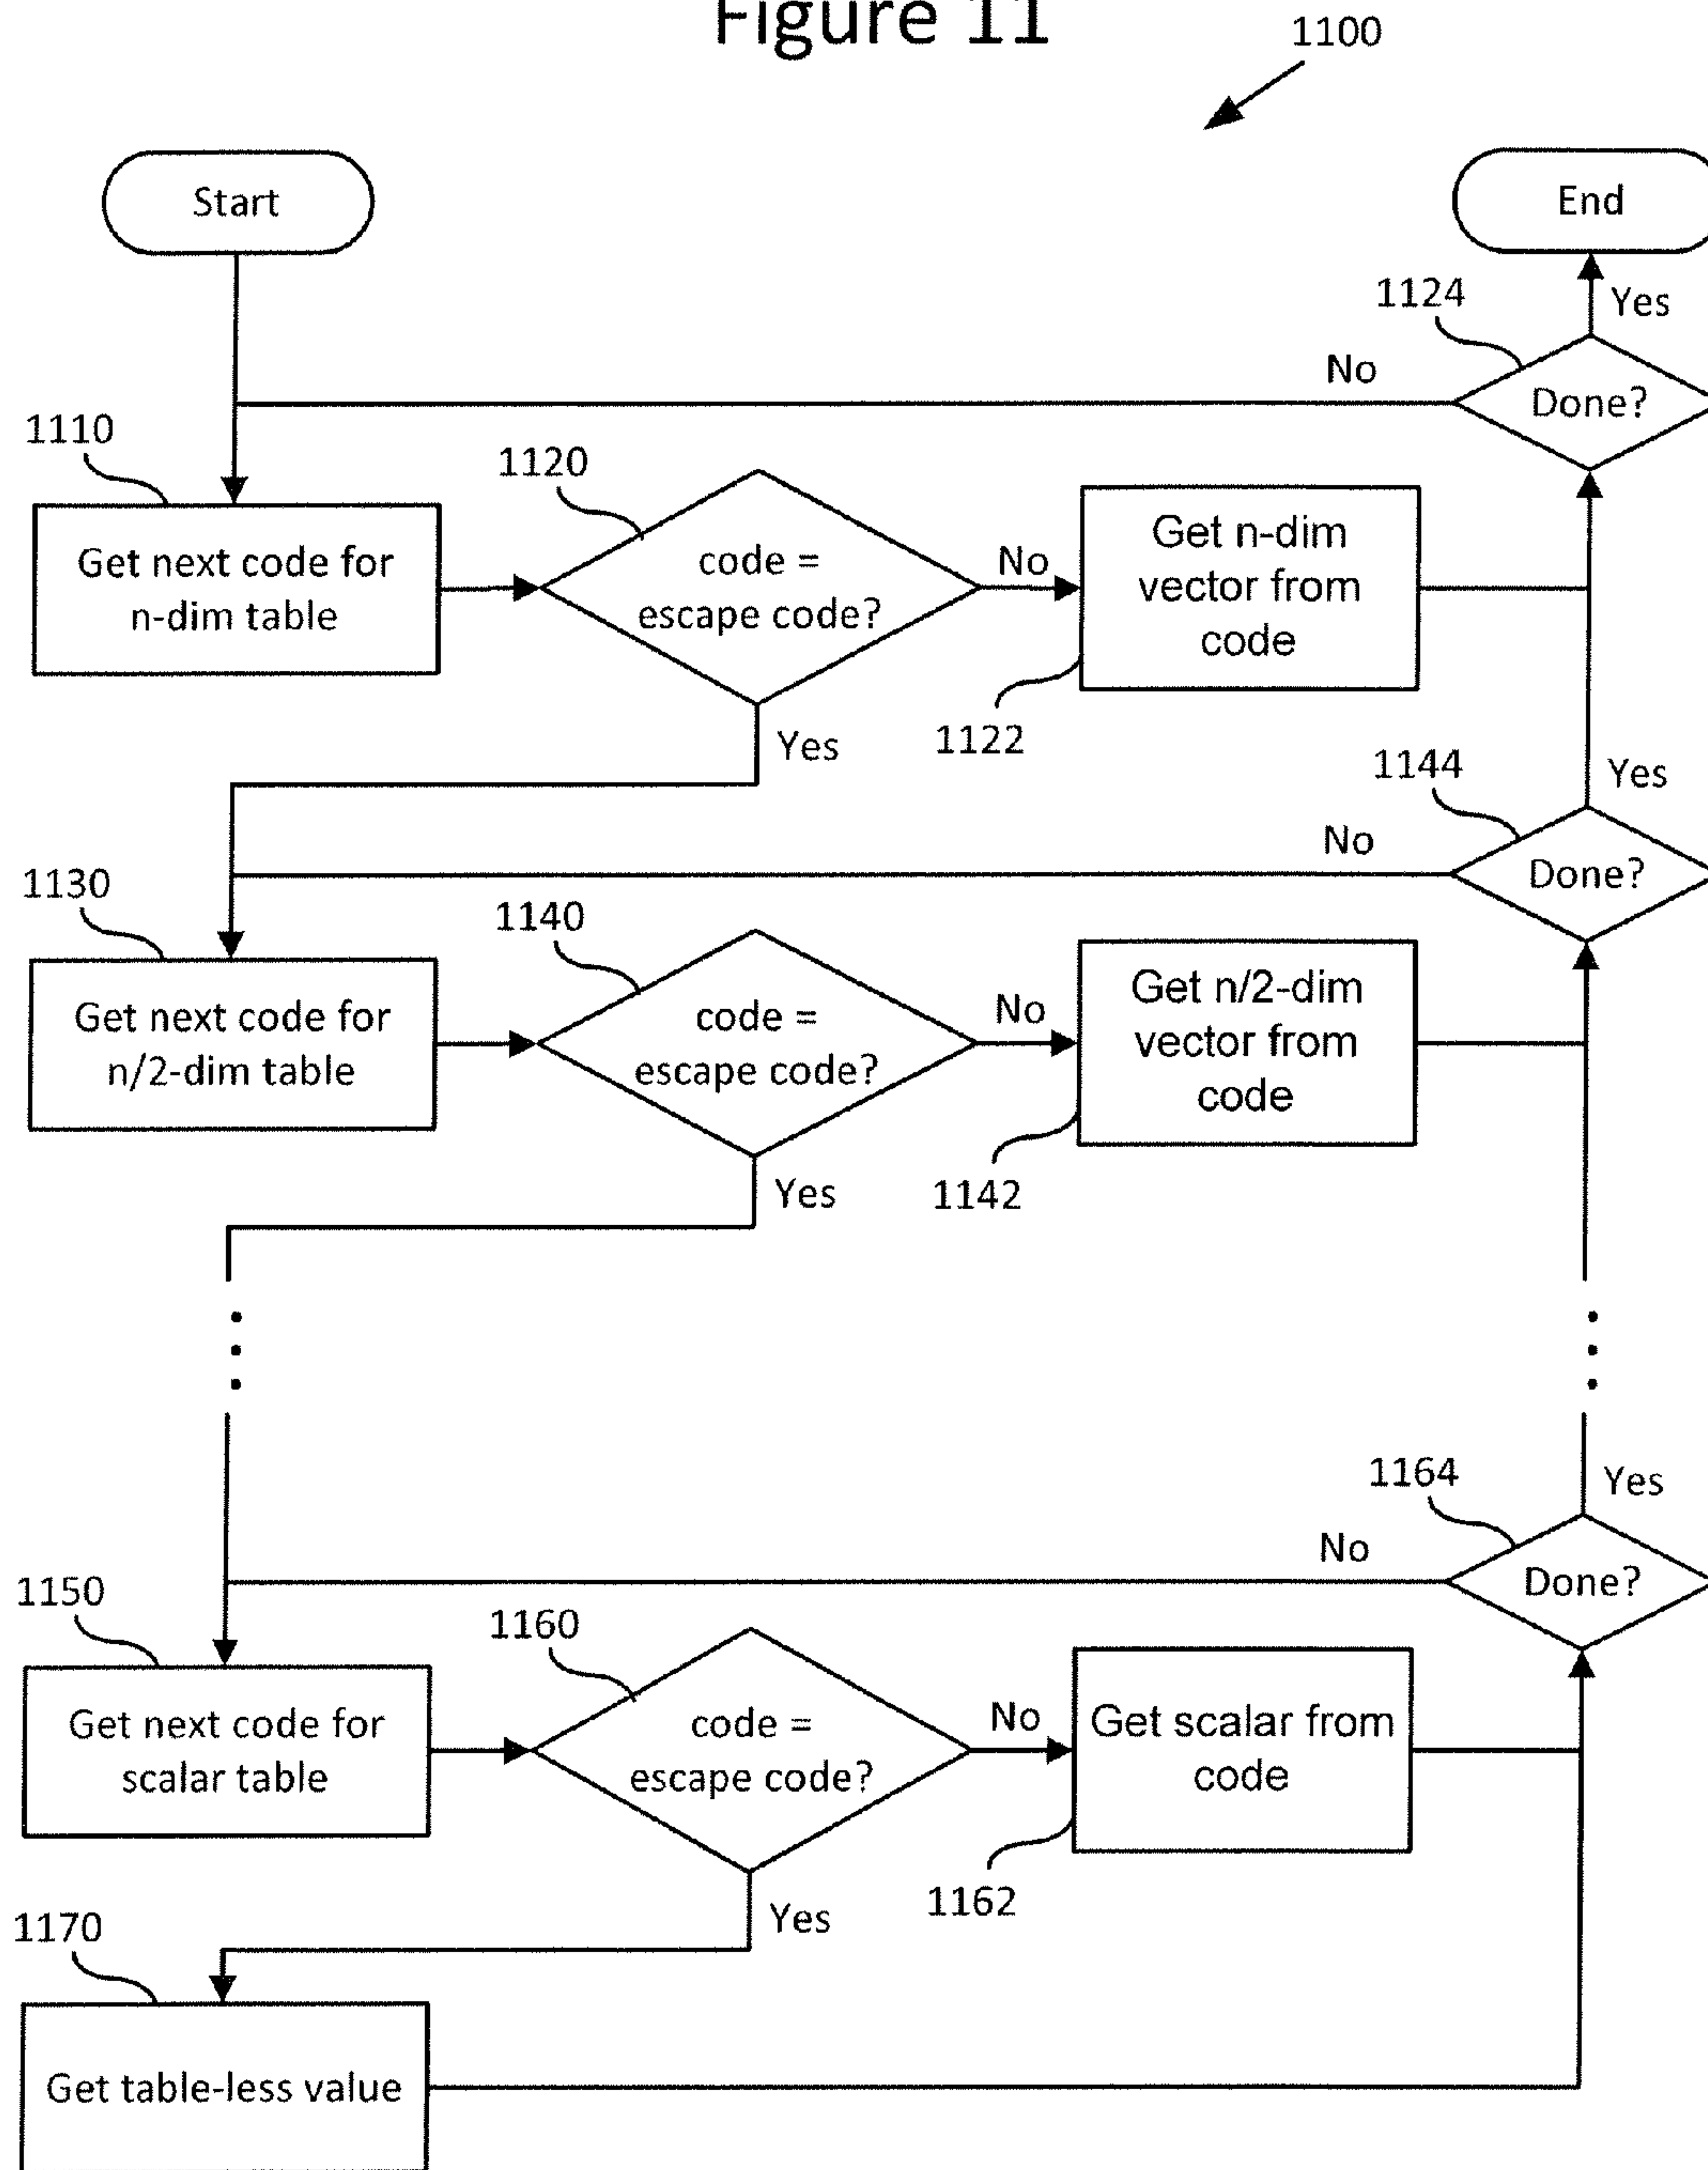 Figure 11
1100
Start
End
1124
Yes
No
Done?
1110
1120
Get next code for
n-dim table
code =
escape code?
No
Get n-dim
vector from
code
1122
Yes
1144
Yes
No
Done?
1130
1140
Get next code for
n/2-dim table
code =
escape code?
No
Get n/2-dim
vector from
code
1142
Yes
1164
Yes
No
Done?
1150
1160
Get next code for
scalar table
code =
escape code?
No
Get scalar from
code
1162
Yes
1170
Get table-less value